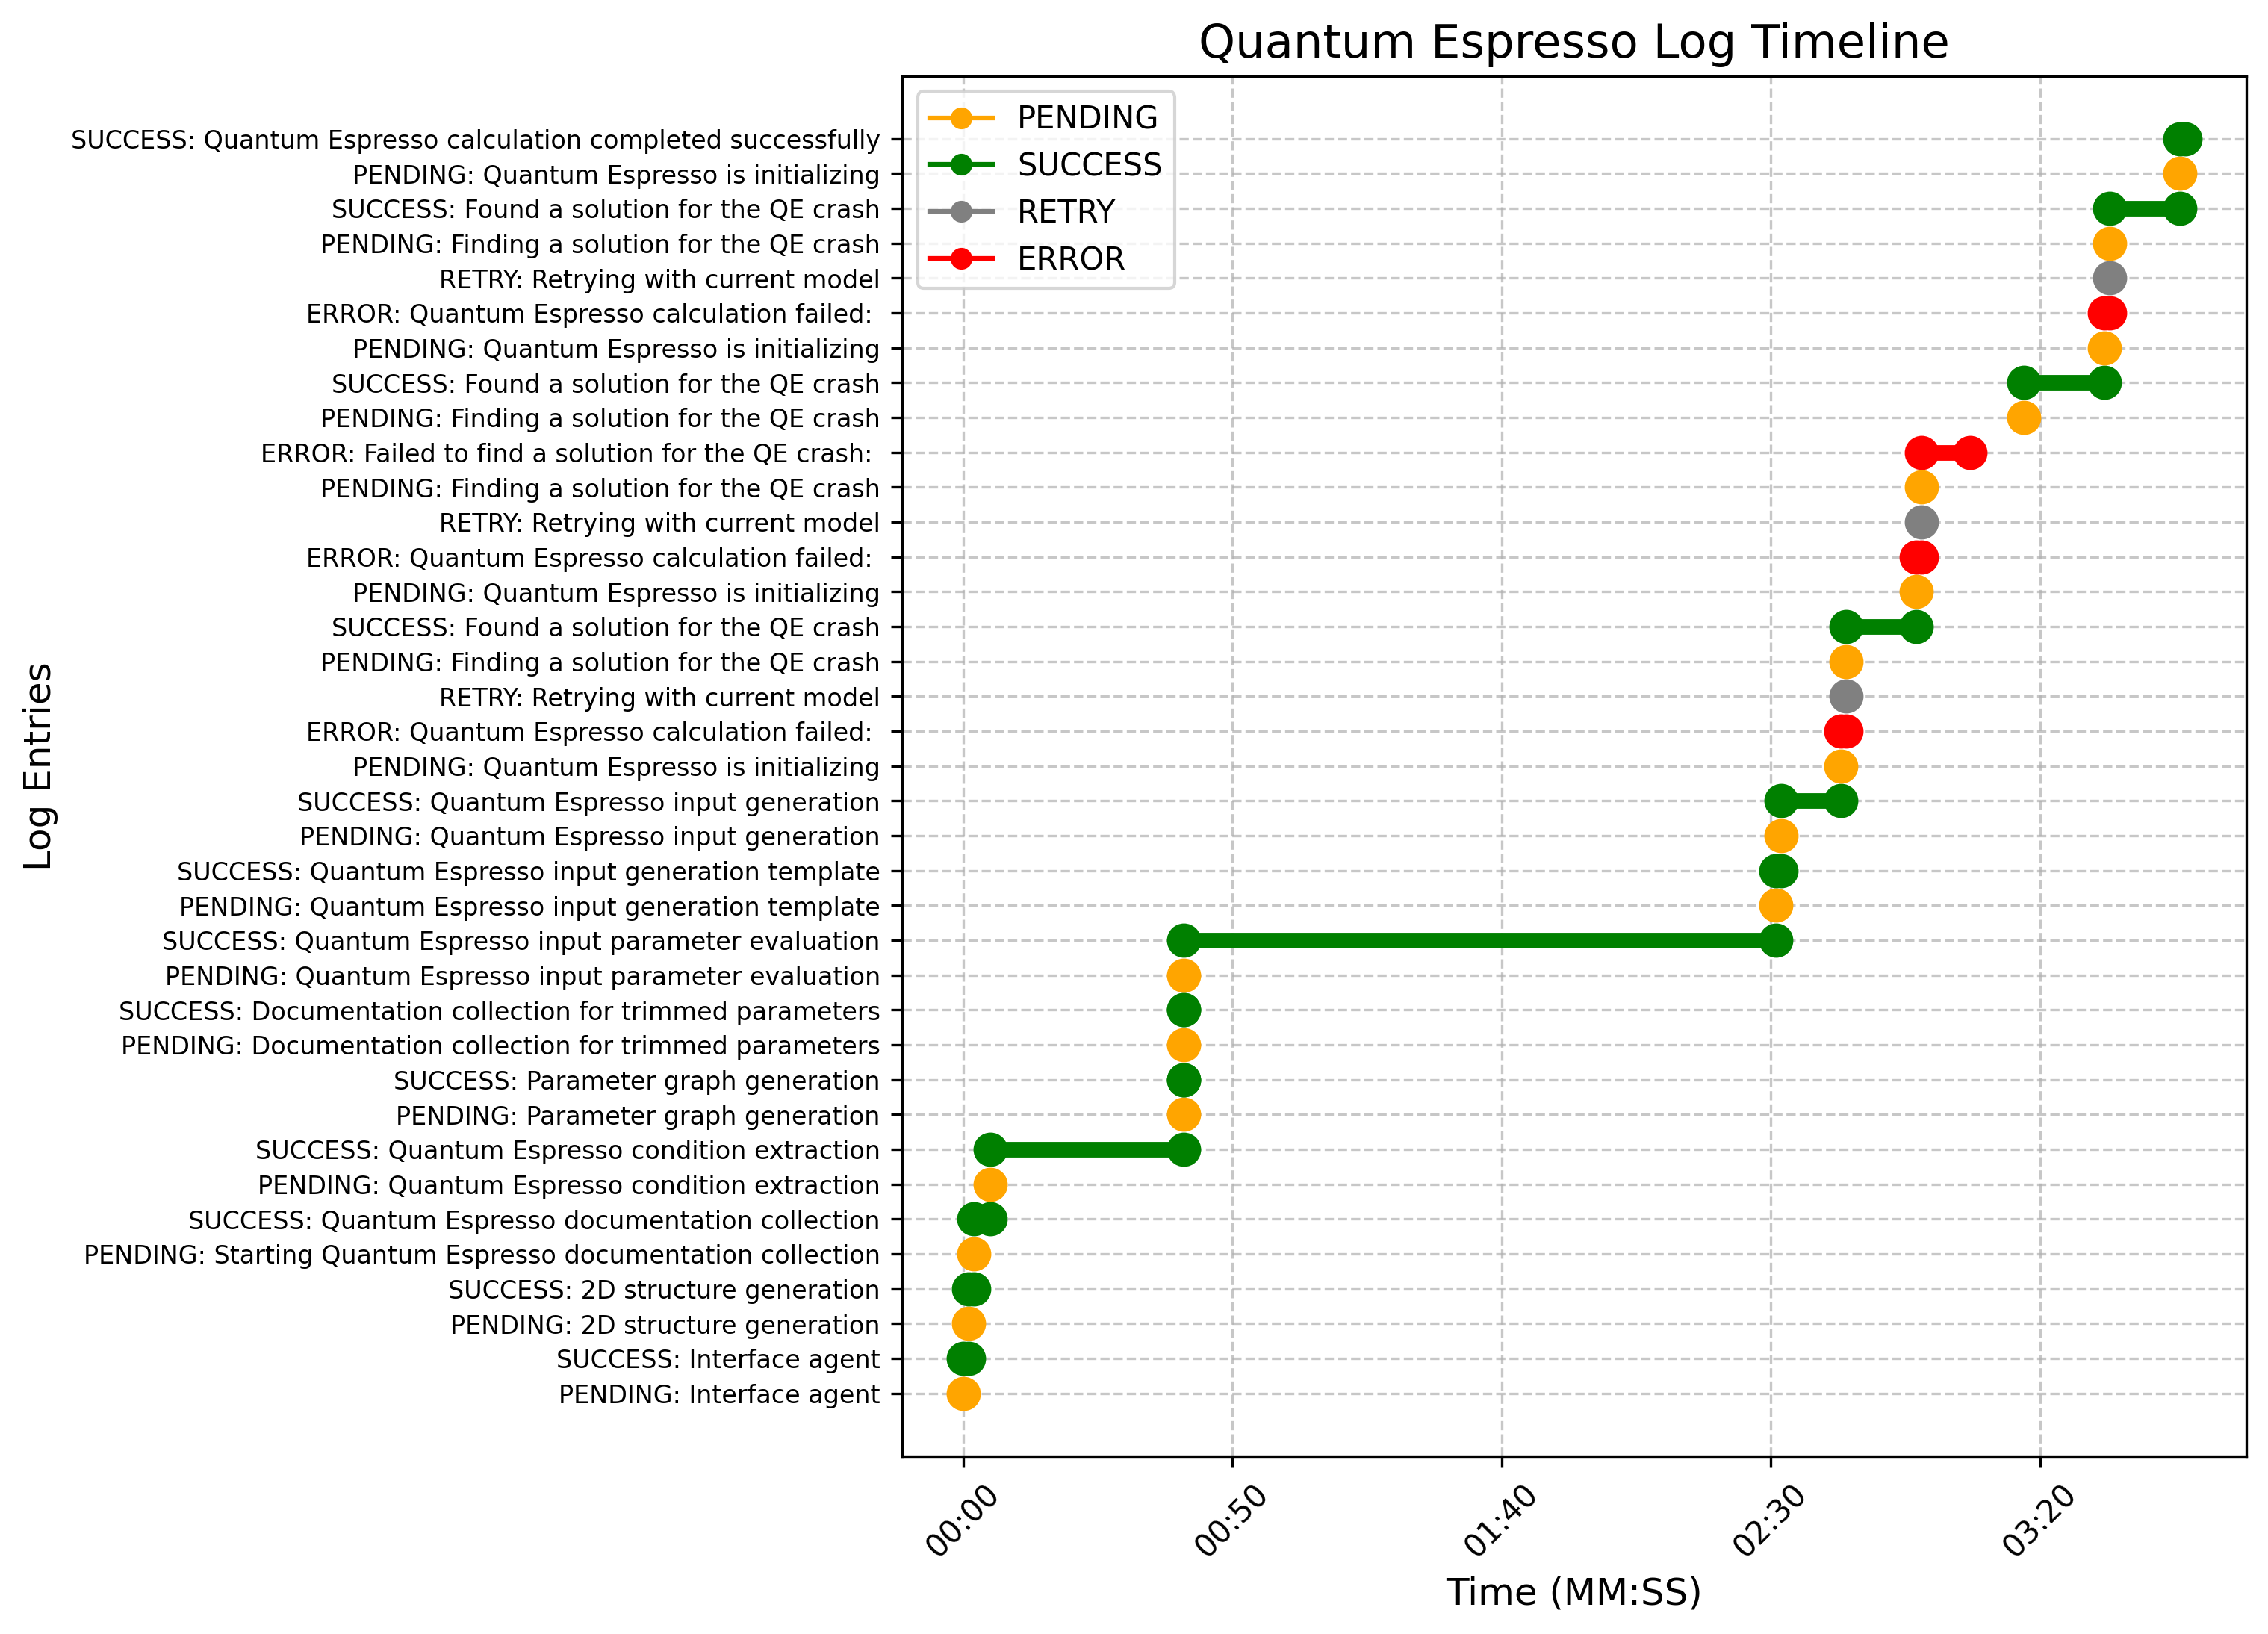 Quantum Espresso Log Timeline
PENDING
SUCCESS
RETRY
ERROR
SUCCESS: Quantum Espresso calculation completed successfully
PENDING: Quantum Espresso is initializing
SUCCESS: Found a solution for the QE crash
PENDING: Finding a solution for the QE crash
RETRY: Retrying with current model
ERROR: Quantum Espresso calculation failed:
PENDING: Quantum Espresso is initializing
SUCCESS: Found a solution for the QE crash
PENDING: Finding a solution for the QE crash
ERROR: Failed to find a solution for the QE crash:
PENDING: Finding a solution for the QE crash
RETRY: Retrying with current model
ERROR: Quantum Espresso calculation failed:
PENDING: Quantum Espresso is initializing
SUCCESS: Found a solution for the QE crash
PENDING: Finding a solution for the QE crash
RETRY: Retrying with current model
ERROR: Quantum Espresso calculation failed:
PENDING: Quantum Espresso is initializing
SUCCESS: Quantum Espresso input generation
PENDING: Quantum Espresso input generation
SUCCESS: Quantum Espresso input generation template
PENDING: Quantum Espresso input generation template
SUCCESS: Quantum Espresso input parameter evaluation
PENDING: Quantum Espresso input parameter evaluation
SUCCESS: Documentation collection for trimmed parameters
PENDING: Documentation collection for trimmed parameters
SUCCESS: Parameter graph generation
PENDING: Parameter graph generation
SUCCESS: Quantum Espresso condition extraction
PENDING: Quantum Espresso condition extraction
SUCCESS: Quantum Espresso documentation collection
PENDING: Starting Quantum Espresso documentation collection
SUCCESS: 2D structure generation
PENDING: 2D structure generation
SUCCESS: Interface agent
PENDING: Interface agent
Log Entries
00:00
00:50
01:40
02:30
03:20
Time (MM:SS)